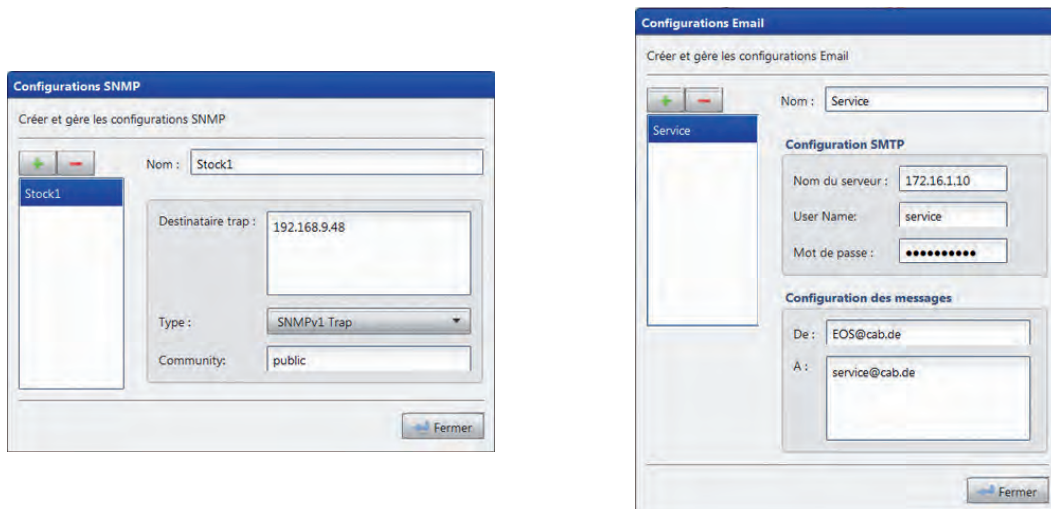 Configurations SNMP
Créer et gère les configurations SNMP
Nom : Stock1
Stock1
Destinataire trap : 192.168.9.48
Type : SNMPv1 Trap
Community: public
Fermer
Configurations Email
Créer et gère les configurations Email
Nom : Service
Service
Configuration SMTP
Nom du serveur : 172.16.1.10
User Name: service
Mot de passe : ●●●●●●●●●●
Configuration des messages
De : EOS@cab.de
A : service@cab.de
Fermer